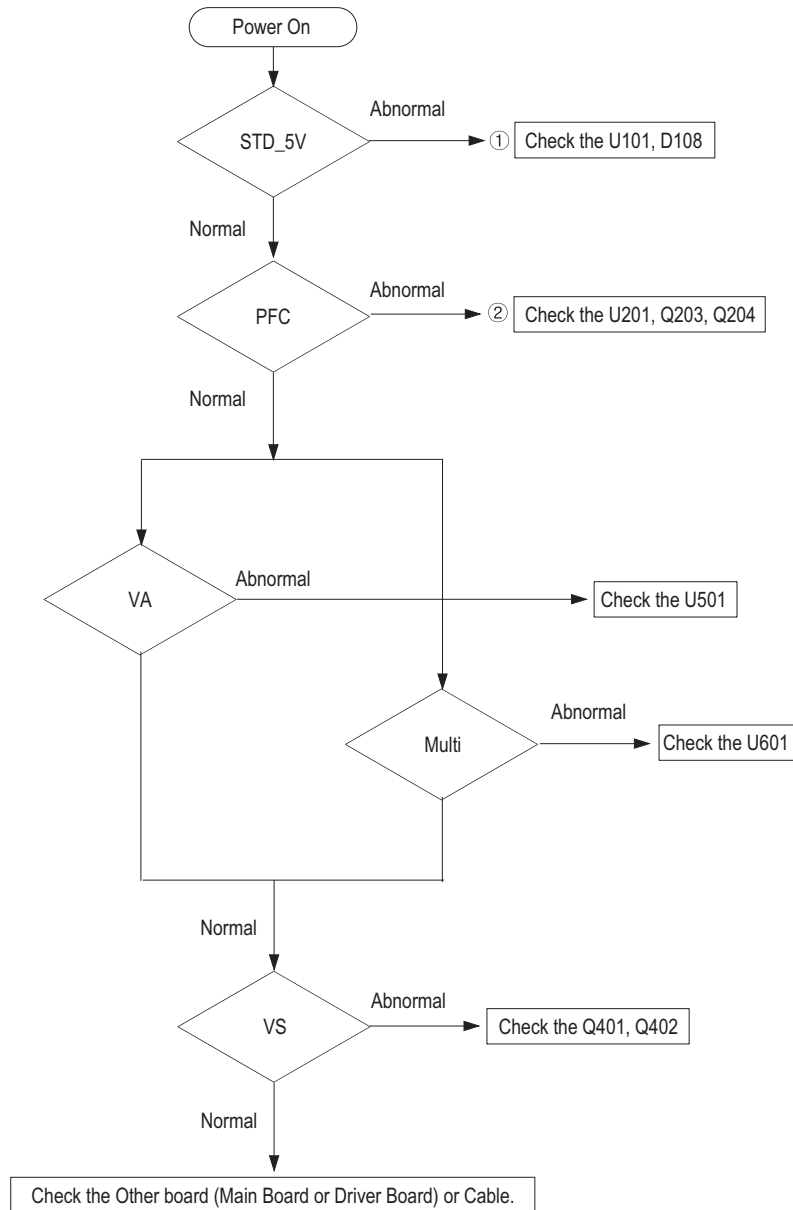 Power On
Abnormal
STD_5V
① Check the U101, D108
Normal
Abnormal
PFC
② Check the U201, Q203, Q204
Normal
Abnormal
VA
Check the U501
Abnormal
Multi
Check the U601
Normal
Abnormal
VS
Check the Q401, Q402
Normal
Check the Other board (Main Board or Driver Board) or Cable.